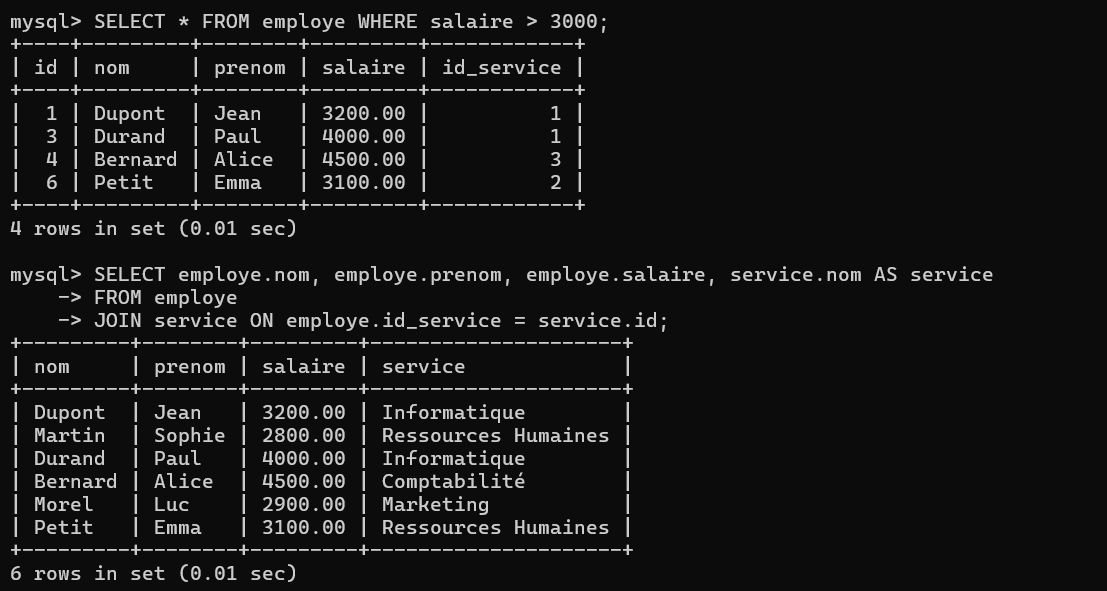 mysql> SELECT * FROM employe WHERE salaire > 3000;
+----+---------+--------+---------+------------+
| id | nom     | prenom | salaire | id_service |
+----+---------+--------+---------+------------+
|  1 | Dupont  | Jean   | 3200.00 |          1 |
|  3 | Durand  | Paul   | 4000.00 |          1 |
|  4 | Bernard | Alice  | 4500.00 |          3 |
|  6 | Petit   | Emma   | 3100.00 |          2 |
+----+---------+--------+---------+------------+
4 rows in set (0.01 sec)

mysql> SELECT employe.nom, employe.prenom, employe.salaire, service.nom AS service
    -> FROM employe
    -> JOIN service ON employe.id_service = service.id;
+---------+--------+---------+---------------------+
| nom     | prenom | salaire | service             |
+---------+--------+---------+---------------------+
| Dupont  | Jean   | 3200.00 | Informatique        |
| Martin  | Sophie | 2800.00 | Ressources Humaines |
| Durand  | Paul   | 4000.00 | Informatique        |
| Bernard | Alice  | 4500.00 | Comptabilité        |
| Morel   | Luc    | 2900.00 | Marketing           |
| Petit   | Emma   | 3100.00 | Ressources Humaines |
+---------+--------+---------+---------------------+
6 rows in set (0.01 sec)